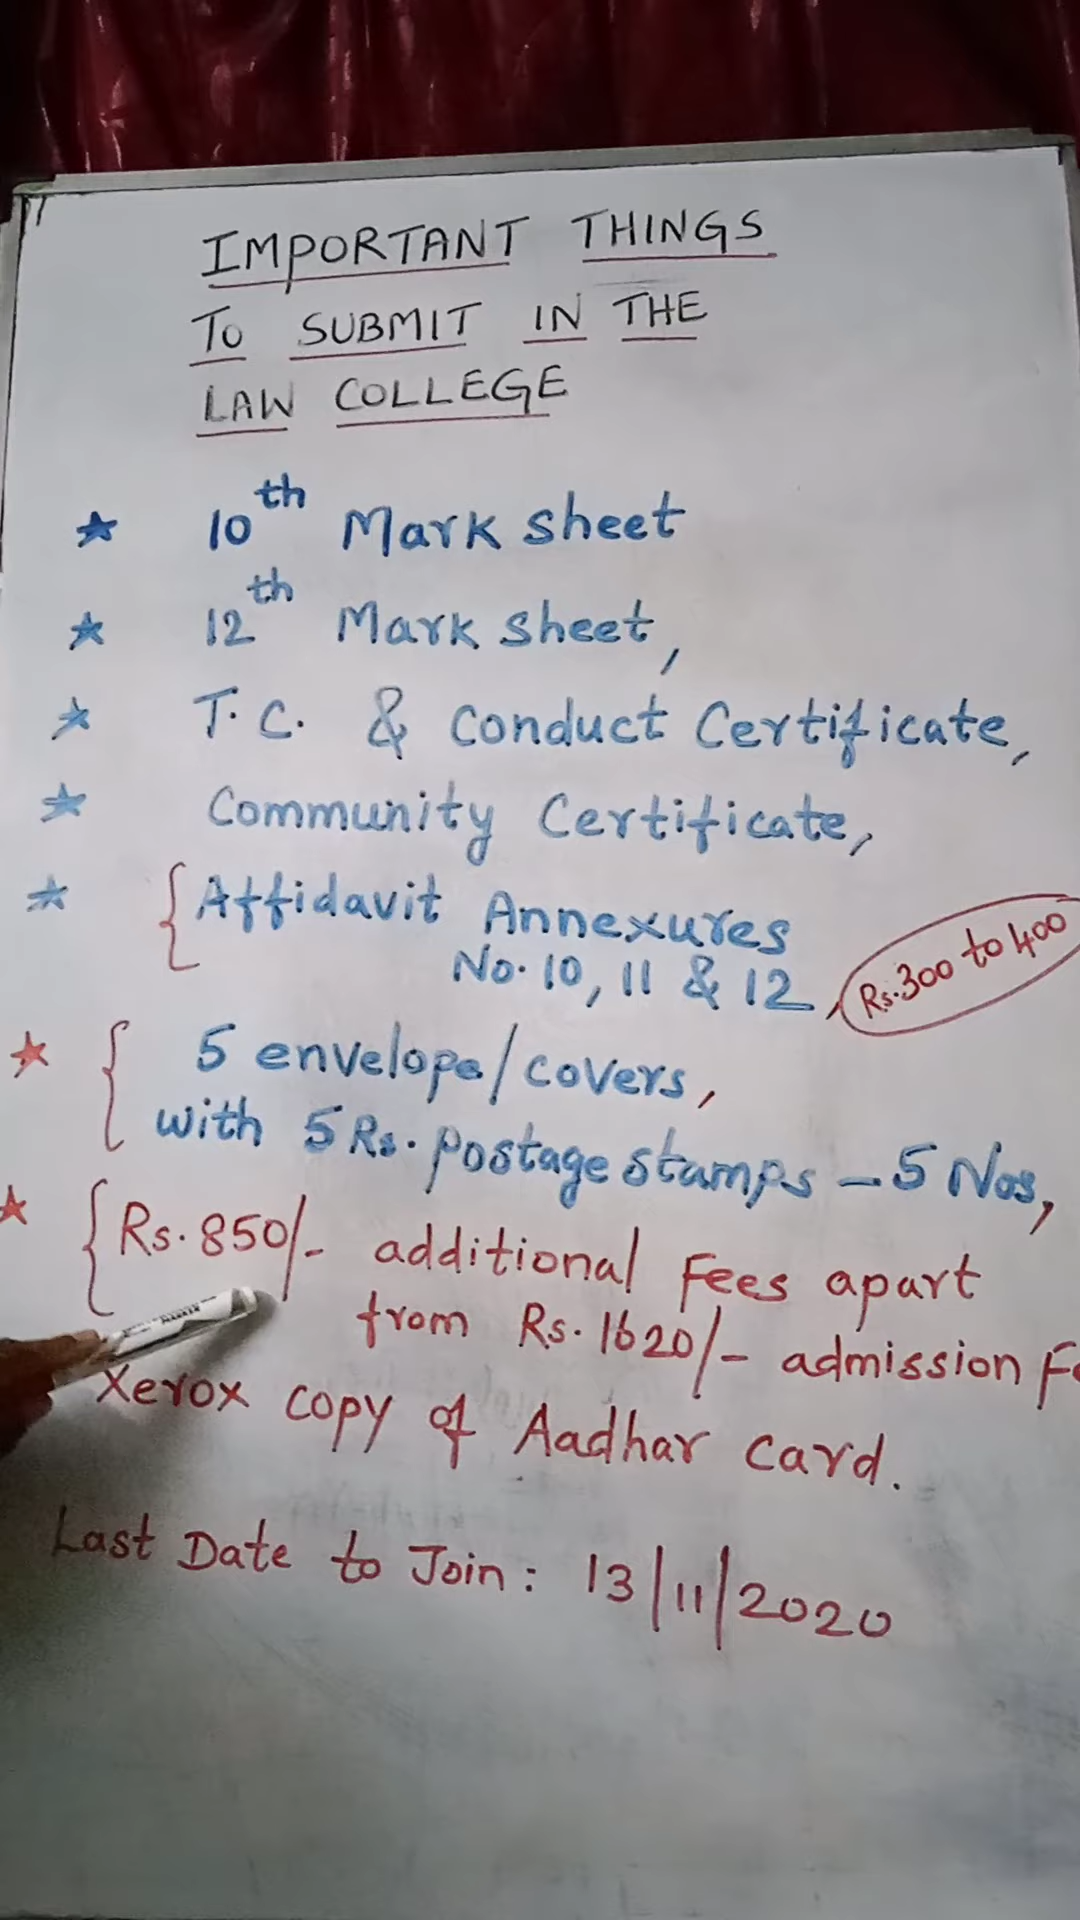 IMPORTANT THINGS
TO SUBMIT IN THE
LAW COLLEGE
★ 10th Mark sheet
★ 12th Mark sheet,
★ T.C. & Conduct Certificate,
★ Community Certificate,
★ { Affidavit Annexures
No. 10, 11 & 12, Rs.300 to 400
★ { 5 envelope/covers,
with 5 Rs. postage stamps - 5 Nos,
★ { Rs.850/- additional Fees apart
from Rs.1620/- admission Fe
Xerox copy of Aadhar card.
Last Date to Join: 13/11/2020
MARKER